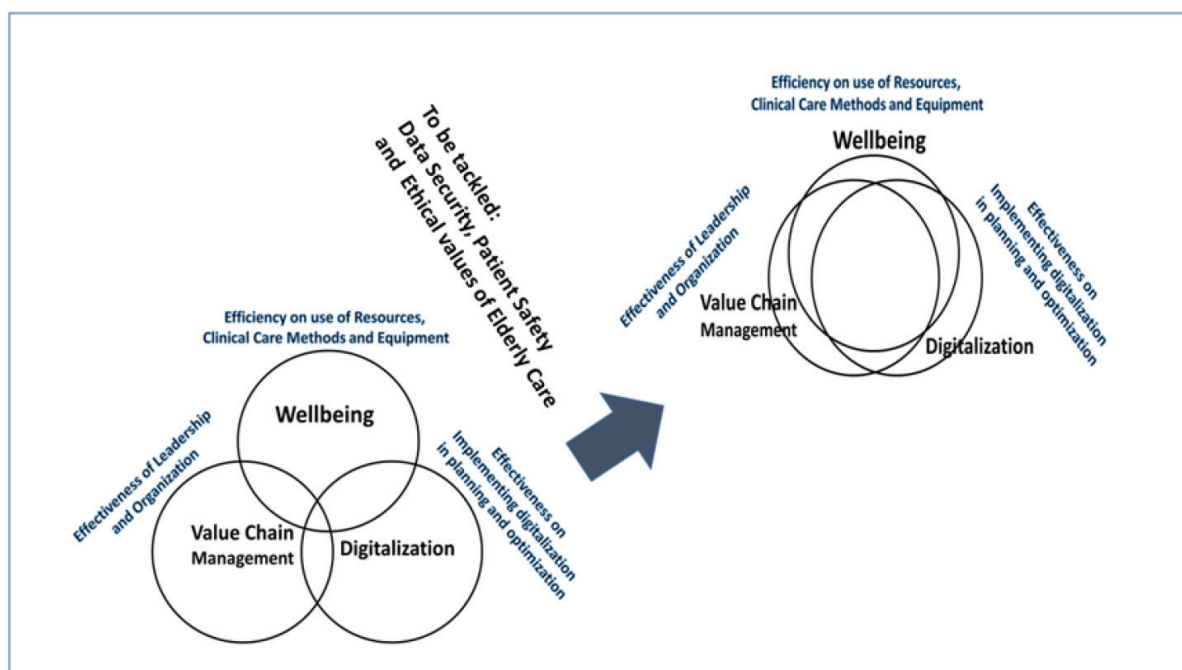 Efficiency on use of Resources,
Clinical Care Methods and Equipment
Wellbeing
Effectiveness of Leadership
and Organization
Value Chain
Management
Digitalization
Effectiveness on
Implementing digitalization
in planning and optimization
To be tackled:
Data Security, Patient Safety
and Ethical values of Elderly Care
Efficiency on use of Resources,
Clinical Care Methods and Equipment
Wellbeing
Effectiveness of Leadership
and Organization
Value Chain
Management
Digitalization
Effectiveness on
Implementing digitalization
in planning and optimization